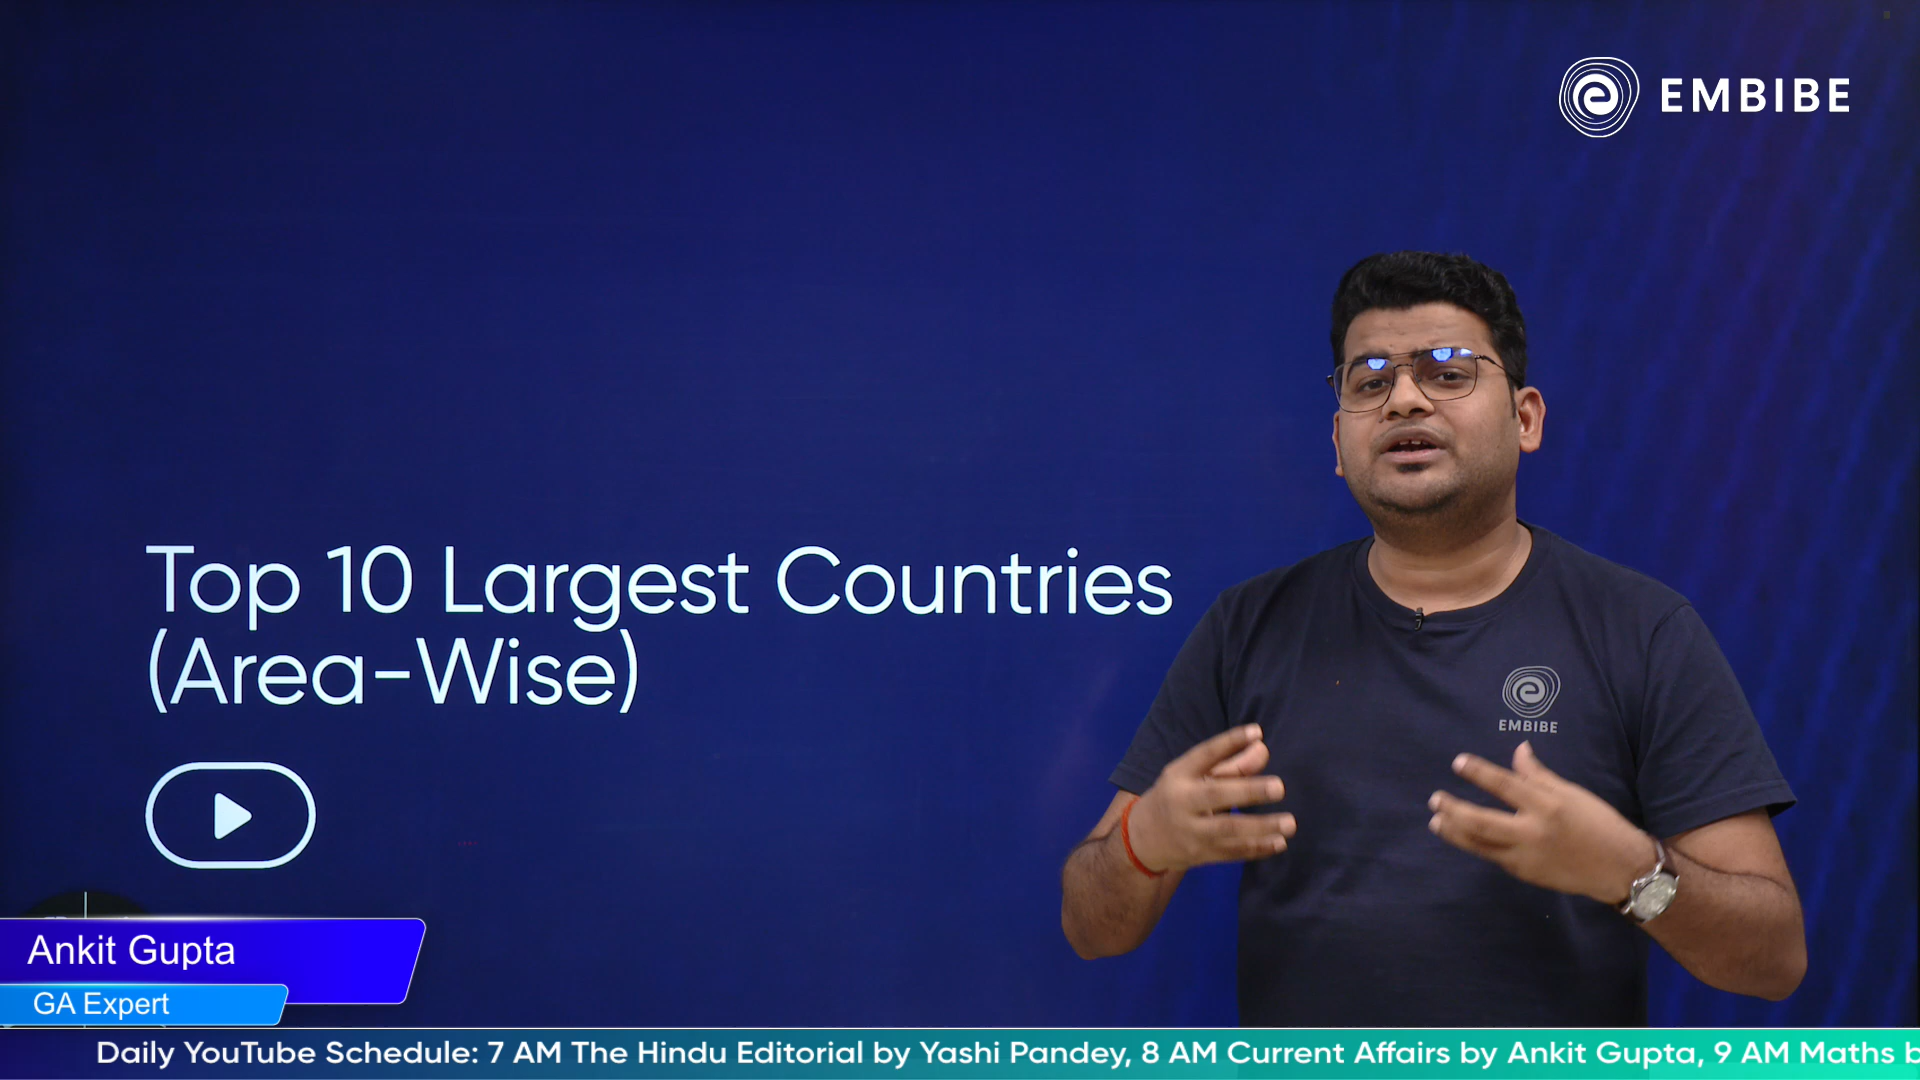 EMBIBE
Top 10 Largest Countries
(Area-Wise)
EMBIBE
Ankit Gupta
GA Expert
Daily YouTube Schedule: 7 AM The Hindu Editorial by Yashi Pandey, 8 AM Current Affairs by Ankit Gupta, 9 AM Maths